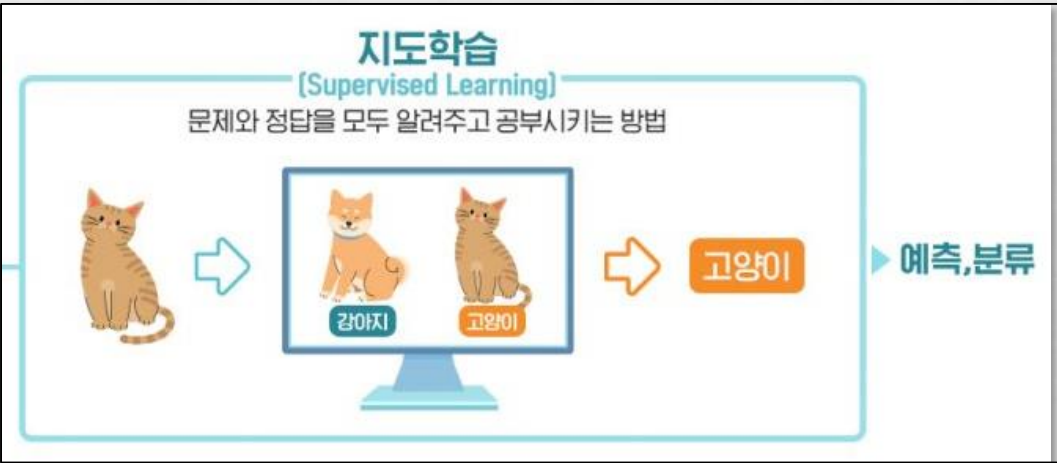 지도학습
(Supervised Learning)
문제와 정답을 모두 알려주고 공부시키는 방법
강아지
고양이
고양이
예측,분류